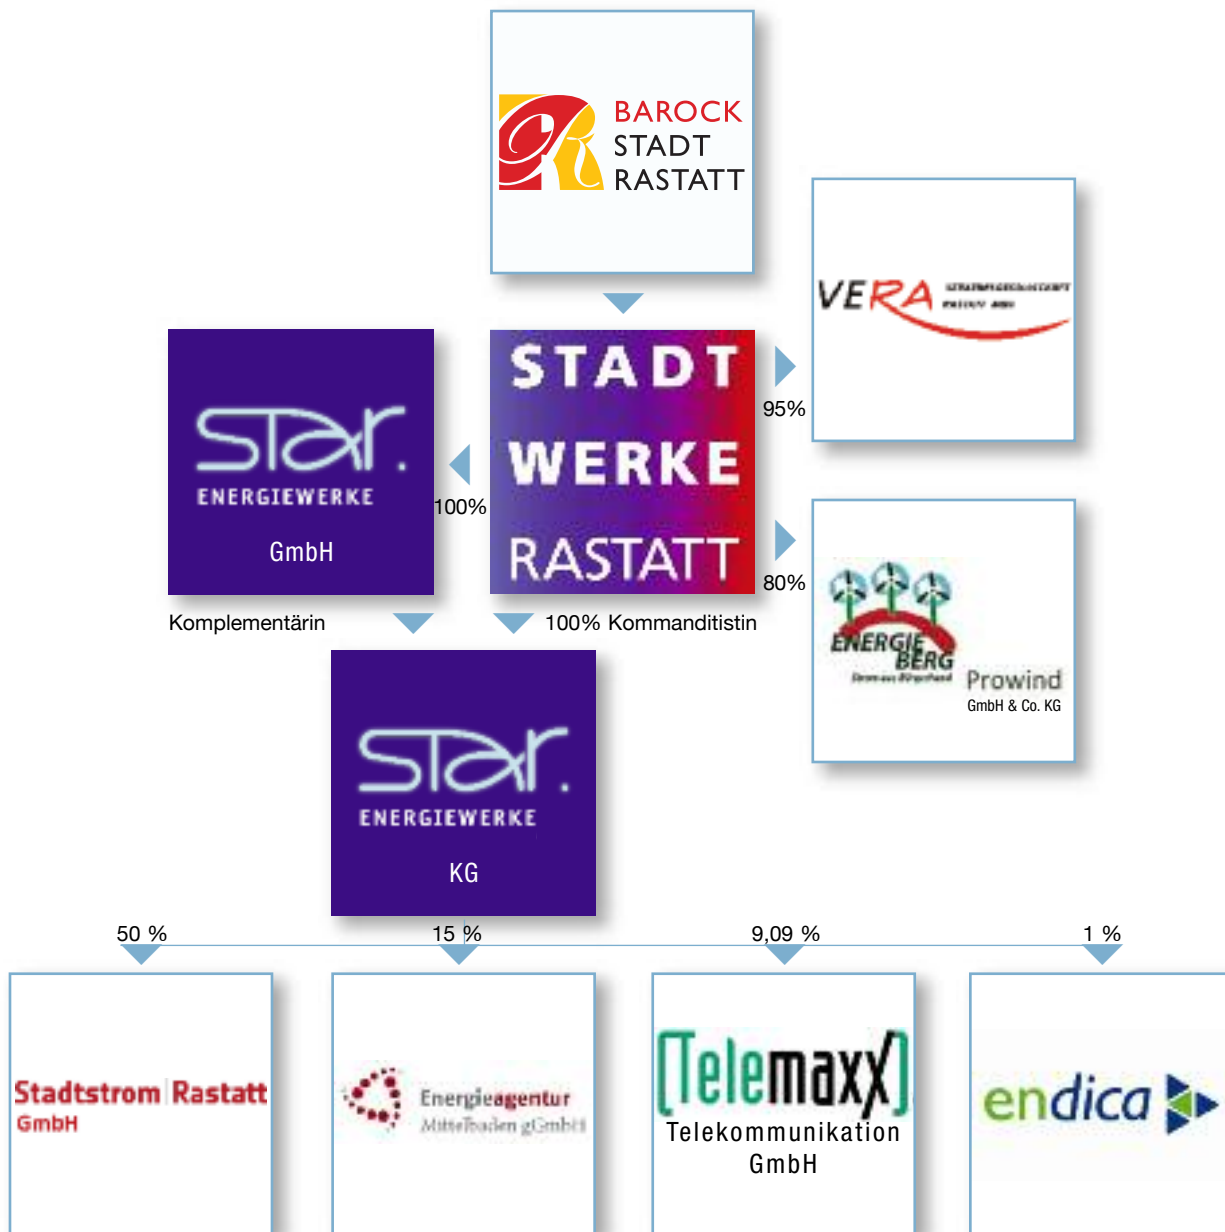 BAROCK
STADT
RASTATT
VERA
STAR.
ENERGIEWERKE
GmbH
STADT
WERKE
RASTATT
95%
100%
80%
ENERGIE
BERG
Prowind
GmbH & Co. KG
Komplementärin
100% Kommanditistin
STAR.
ENERGIEWERKE
KG
50 %
15 %
9,09 %
1 %
Stadtstrom Rastatt
GmbH
Energieagentur
Mittelbaden gGmbH
[TelemaxX]
Telekommunikation
GmbH
endica